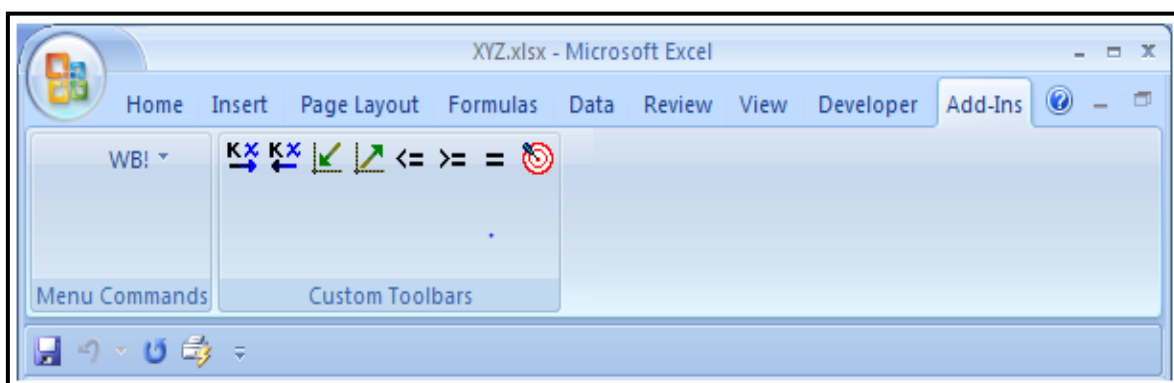 XYZ.xlsx - Microsoft Excel
Home Insert Page Layout Formulas Data Review View Developer Add-Ins
WB! Kx Kx <= >= =
Menu Commands Custom Toolbars